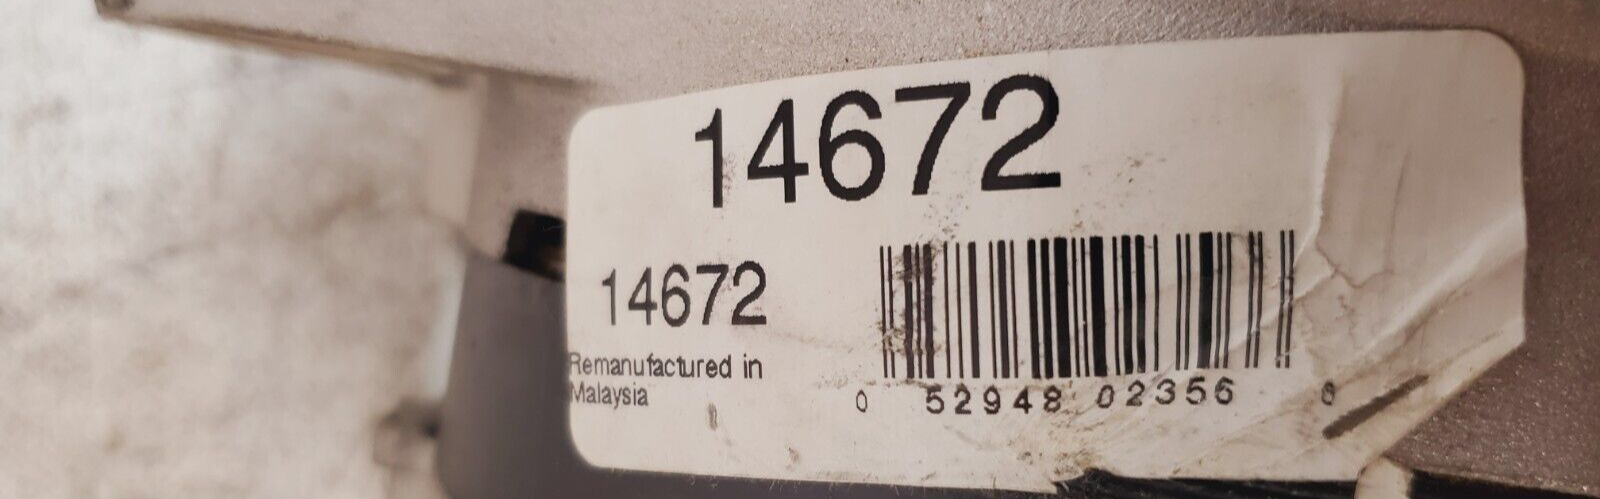 14672
14672
Remanufactured in
Malaysia
0 52948 02356 6